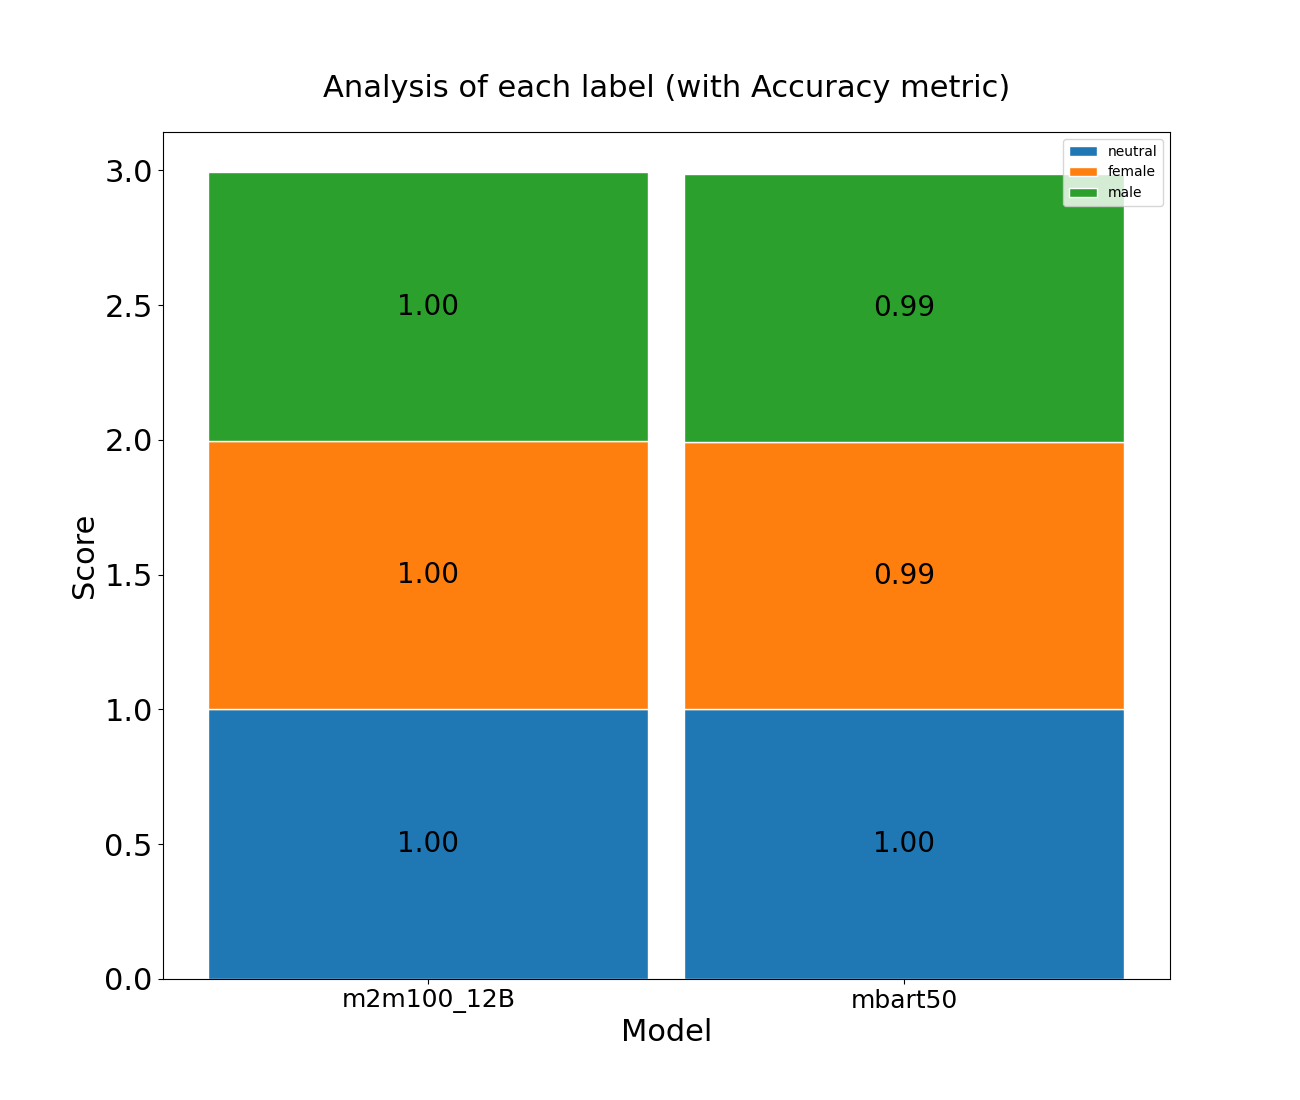 Analysis of each label (with Accuracy metric)
neutral
female
male
3.0
2.5
2.0
1.5
1.0
0.5
0.0
Score
1.00
0.99
1.00
0.99
1.00
1.00
m2m100_12B
mbart50
Model